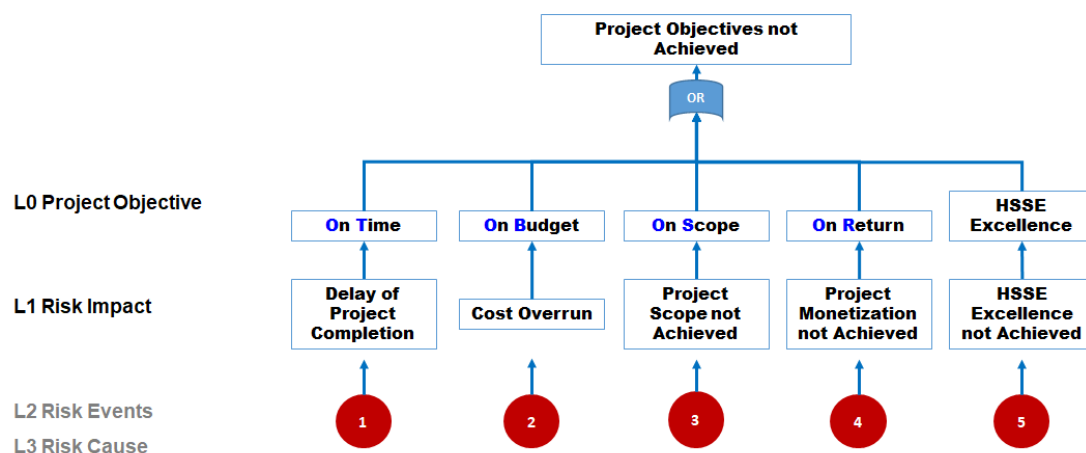 Project Objectives not
Achieved
OR
L0 Project Objective
On Time
On Budget
On Scope
On Return
HSSE
Excellence
L1 Risk Impact
Delay of
Project
Completion
Cost Overrun
Project
Scope not
Achieved
Project
Monetization
not Achieved
HSSE
Excellence
not Achieved
L2 Risk Events
L3 Risk Cause
1
2
3
4
5